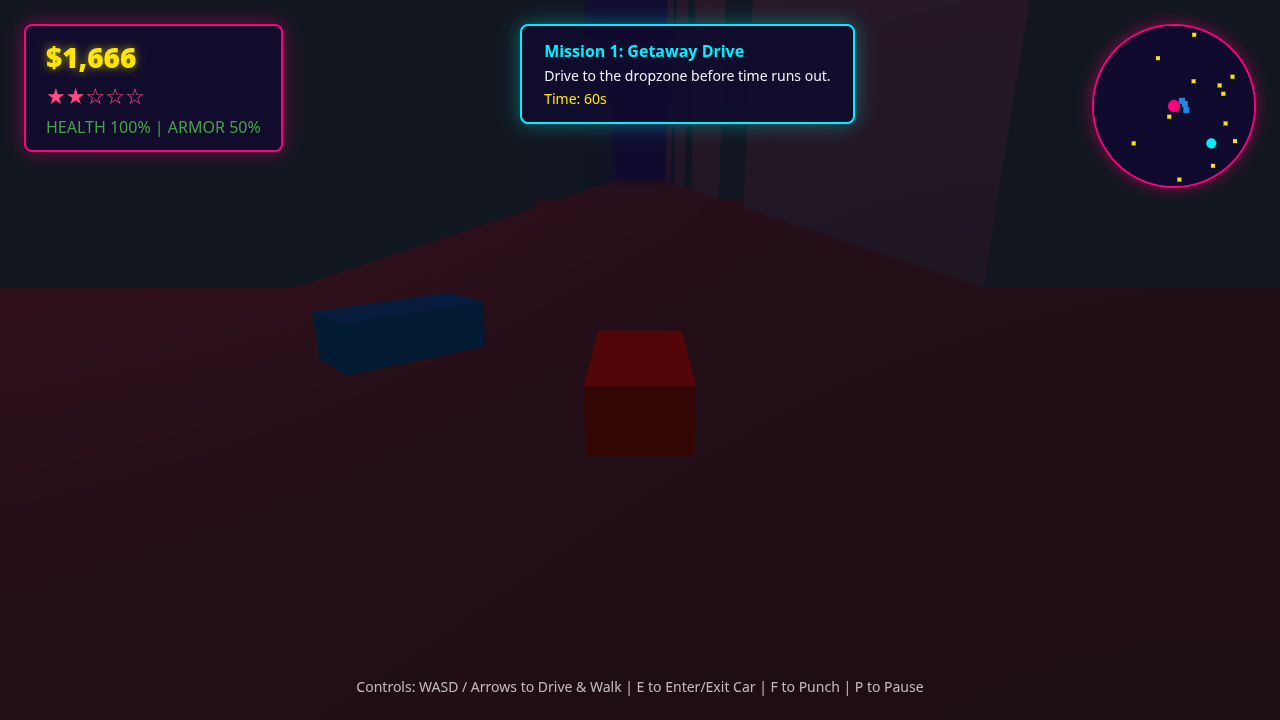 $1,666
★★☆☆☆
HEALTH 100% | ARMOR 50%
Mission 1: Getaway Drive
Drive to the dropzone before time runs out.
Time: 60s
Controls: WASD / Arrows to Drive & Walk | E to Enter/Exit Car | F to Punch | P to Pause